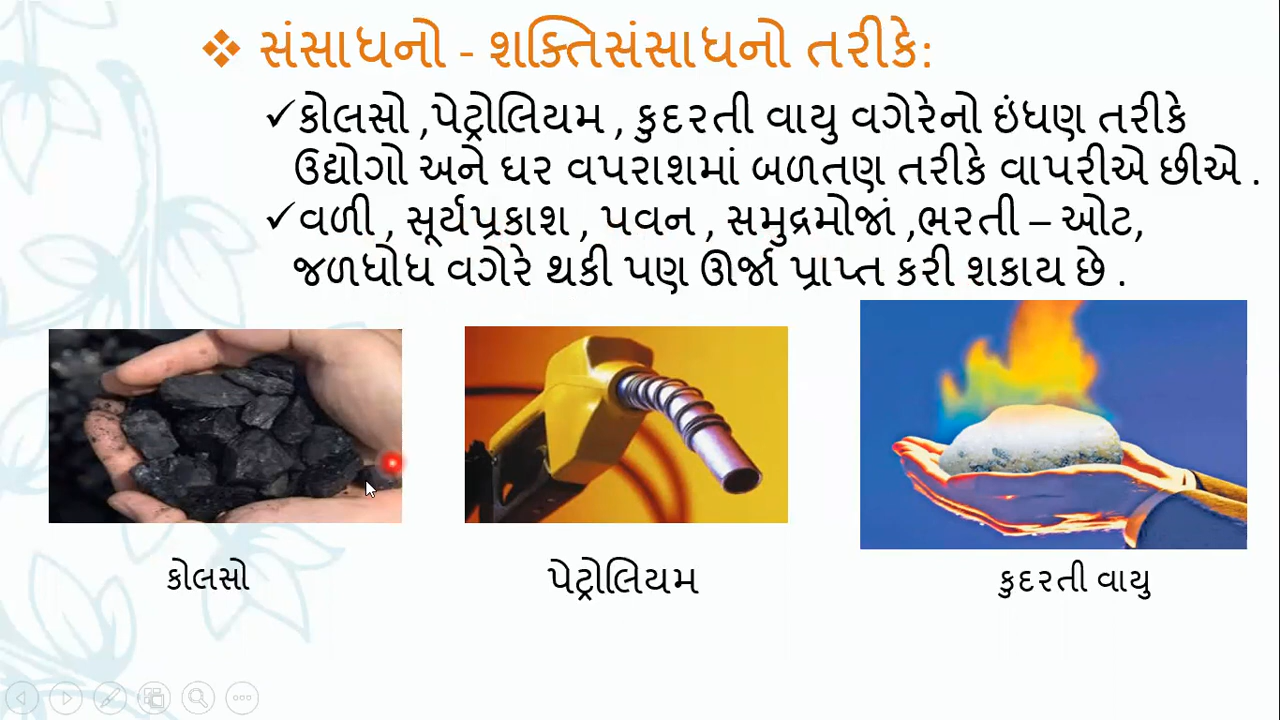 ❖ સંસાધનો - શક્તિસંસાધનો તરીકે:
✓કોલસો ,પેટ્રોલિયમ , કુદરતી વાયુ વગેરેનો ઇંધણ તરીકે
ઉદ્યોગો અને ઘર વપરાશમાં બળતણ તરીકે વાપરીએ છીએ .
✓વળી , સૂર્યપ્રકાશ , પવન , સમુદ્રમોજાં ,ભરતી – ઓટ,
જળધોધ વગેરે થકી પણ ઊર્જા પ્રાપ્ત કરી શકાય છે .
કોલસો
પેટ્રોલિયમ
કુદરતી વાયુ